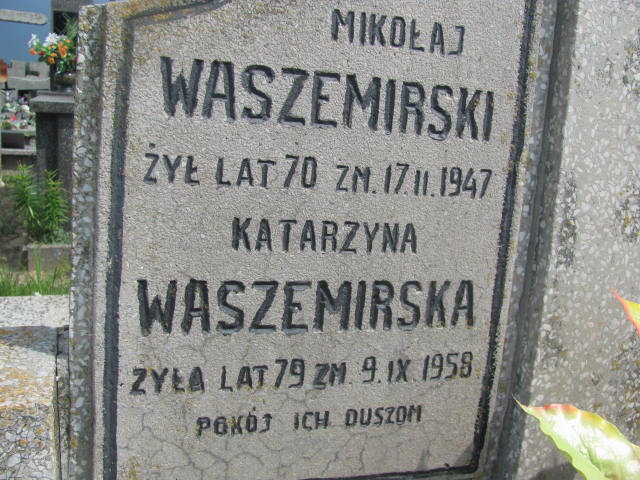 MIKOŁAJ
WASZEMIRSKI
ŻYŁ LAT 70 ZM. 17 II. 1947
KATARZYNA
WASZEMIRSKA
ŻYŁA LAT 79 ZM. 9. IX. 1958
POKÓJ ICH DUSZOM